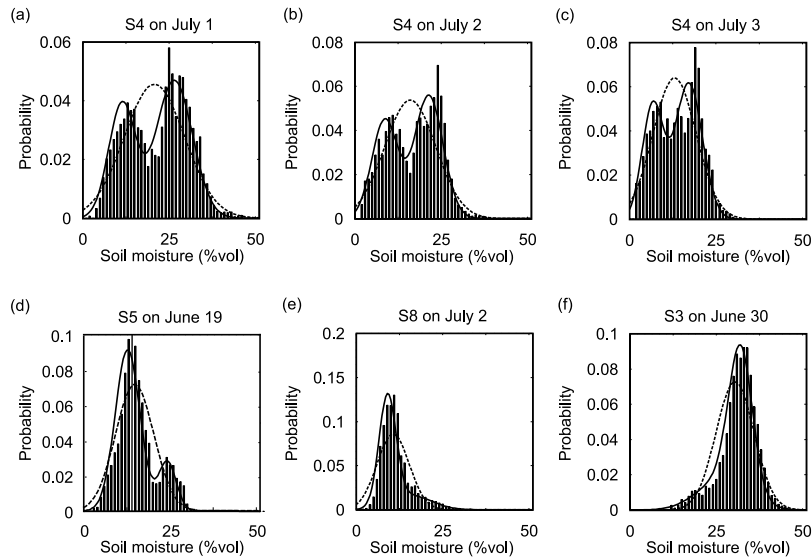 (a)
S4 on July 1
0.06
0.04
0.02
0
Probability
0
25
50
Soil moisture (%vol)
(b)
S4 on July 2
0.08
0.06
0.04
0.02
0
Probability
0
25
50
Soil moisture (%vol)
(c)
S4 on July 3
0.08
0.06
0.04
0.02
0
Probability
0
25
50
Soil moisture (%vol)
(d)
S5 on June 19
0.1
0.08
0.06
0.04
0.02
0
Probability
0
25
50
Soil moisture (%vol)
(e)
S8 on July 2
0.2
0.15
0.1
0.05
0
Probability
0
25
50
Soil moisture (%vol)
(f)
S3 on June 30
0.1
0.08
0.06
0.04
0.02
0
Probability
0
25
50
Soil moisture (%vol)